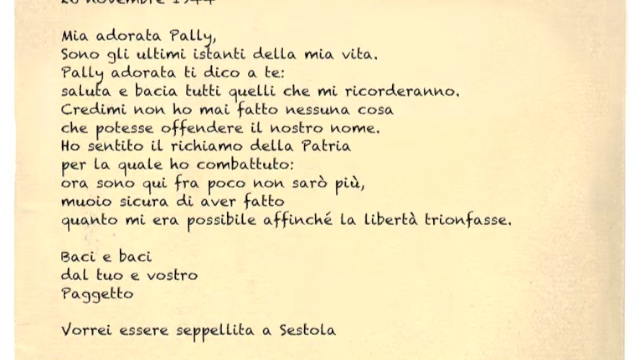 26 novembre 1944
Mia adorata Pally,
Sono gli ultimi istanti della mia vita.
Pally adorata ti dico a te:
saluta e bacia tutti quelli che mi ricorderanno.
Credimi non ho mai fatto nessuna cosa
che potesse offendere il nostro nome.
Ho sentito il richiamo della Patria
per la quale ho combattuto:
ora sono qui fra poco non sarò più,
muoio sicura di aver fatto
quanto mi era possibile affinché la libertà trionfasse.
Baci e baci
dal tuo e vostro
Paggetto
Vorrei essere seppellita a Sestola